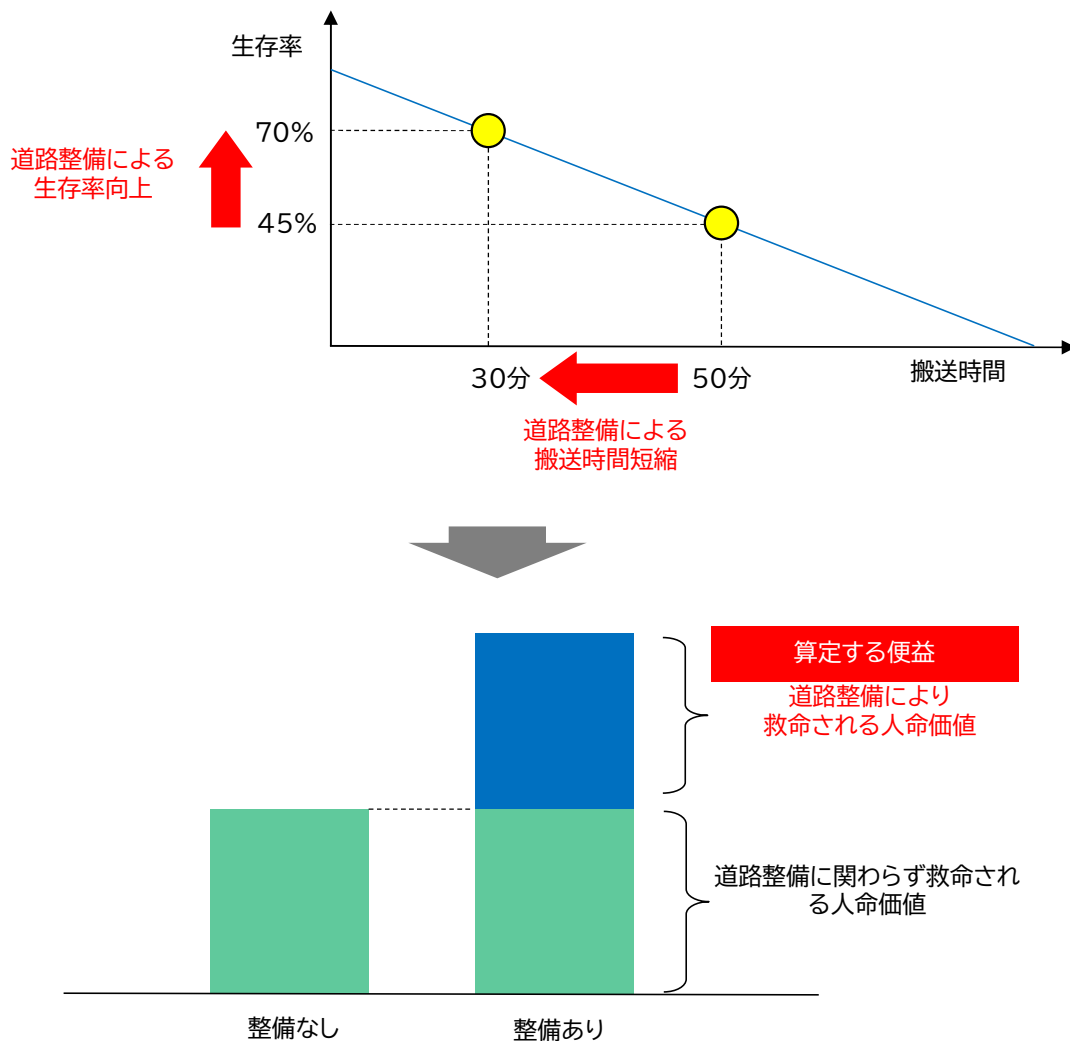 生存率
70%
道路整備による
生存率向上
45%
30分
50分
搬送時間
道路整備による
搬送時間短縮
算定する便益
道路整備により
救命される人命価値
道路整備に関わらず救命され
る人命価値
整備なし
整備あり